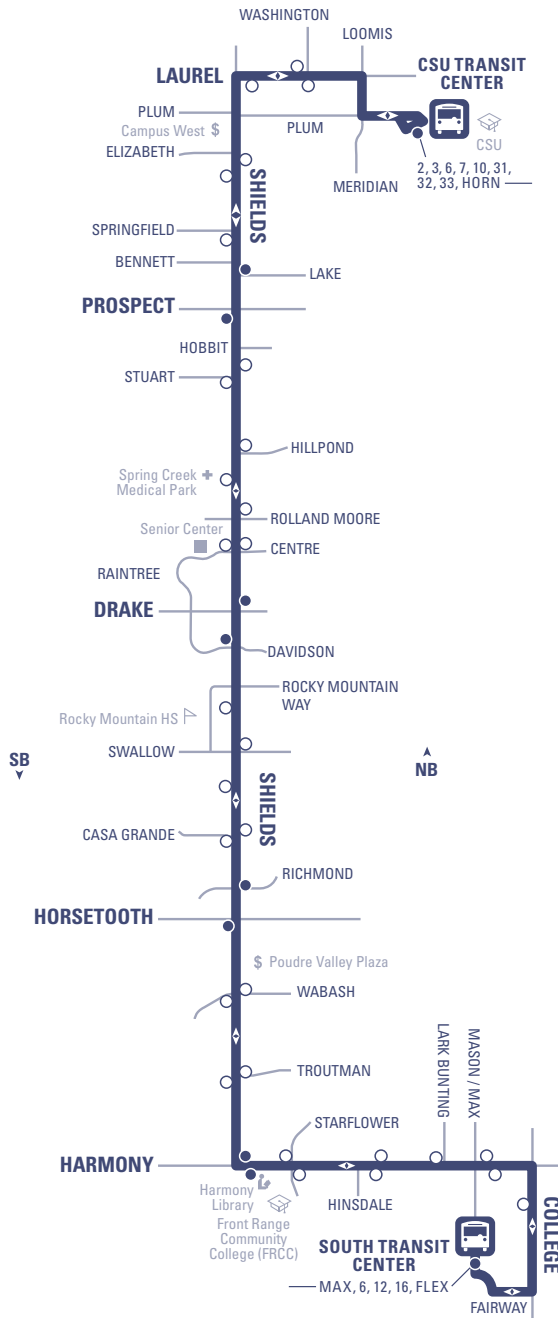 WASHINGTON
LOOMIS
LAUREL
CSU TRANSIT
CENTER
PLUM
Campus West $
PLUM
CSU
ELIZABETH
2, 3, 6, 7, 10, 31,
32, 33, HORN
MERIDIAN
SHIELDS
SPRINGFIELD
BENNETT
LAKE
PROSPECT
HOBBIT
STUART
HILLPOND
Spring Creek
Medical Park
ROLLAND MOORE
Senior Center
CENTRE
RAINTREE
DRAKE
DAVIDSON
ROCKY MOUNTAIN
WAY
Rocky Mountain HS
SWALLOW
SB
NB
SHIELDS
CASA GRANDE
RICHMOND
HORSETOOTH
$ Poudre Valley Plaza
WABASH
LARK BUNTING
MASON / MAX
TROUTMAN
STARFLOWER
HARMONY
Harmony
Library
HINSDALE
Front Range
Community
College (FRCC)
COLLEGE
SOUTH TRANSIT
CENTER
MAX, 6, 12, 16, FLEX
FAIRWAY